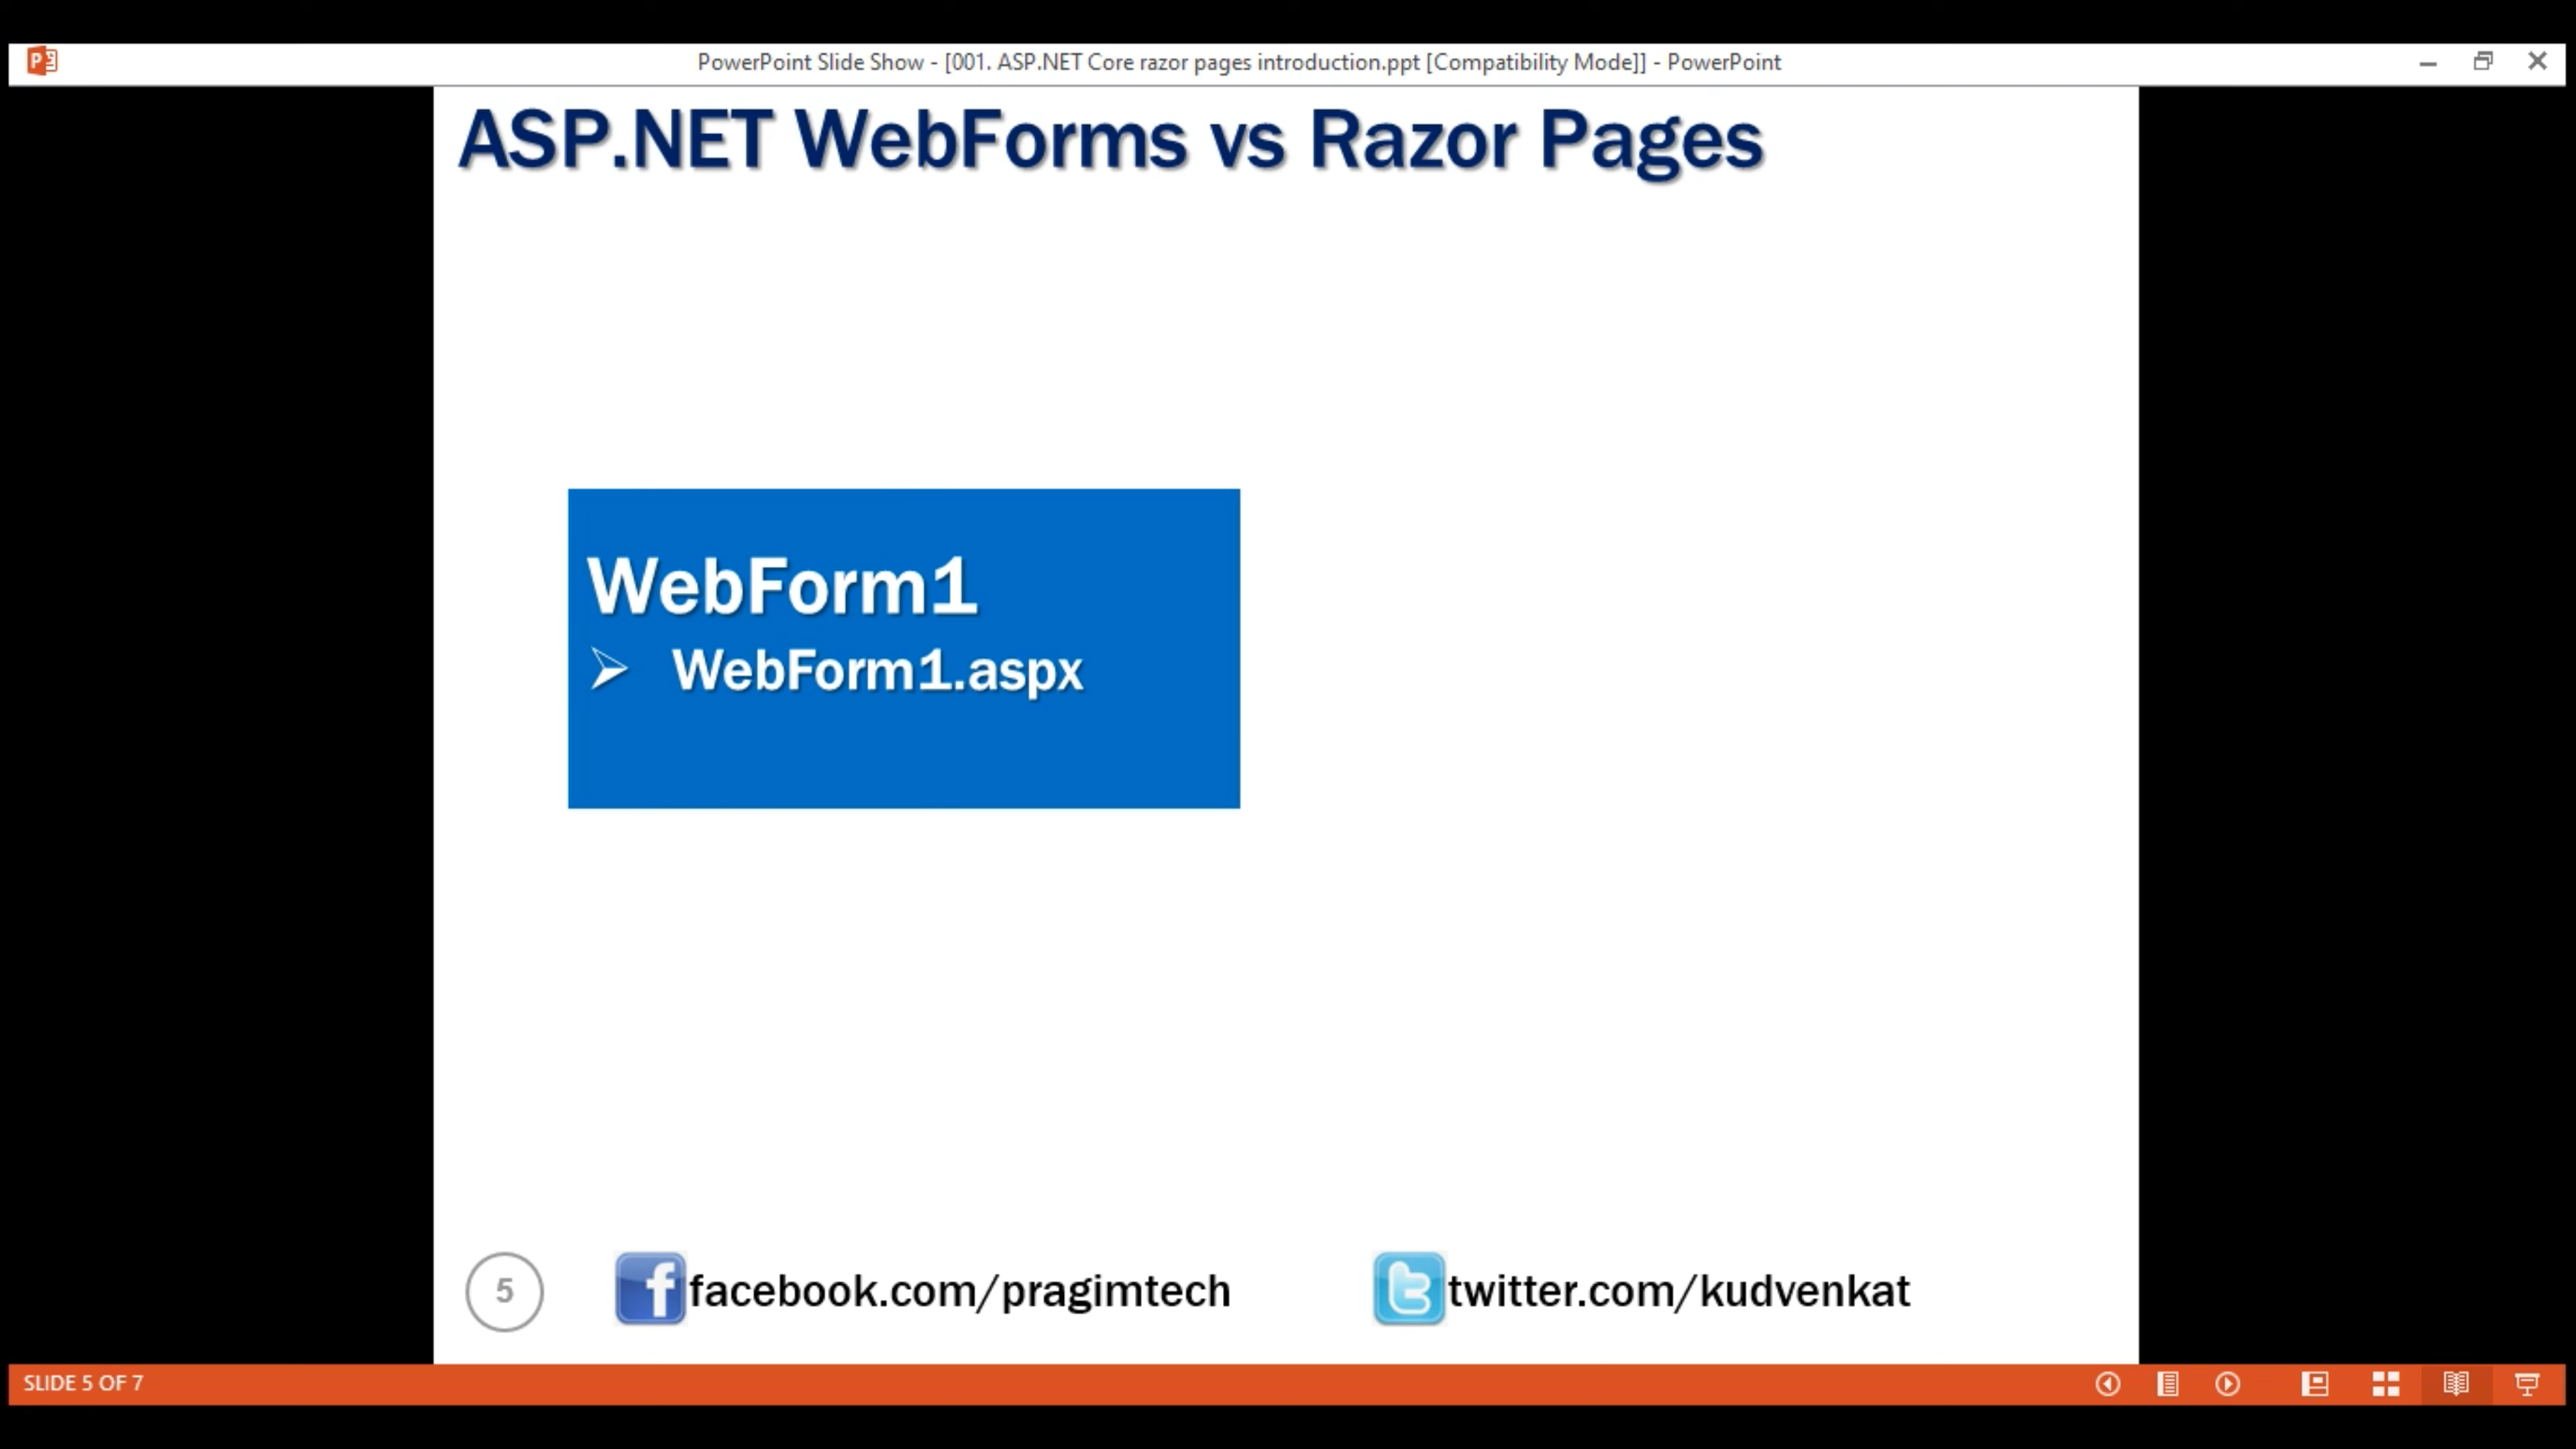 PowerPoint Slide Show - [001. ASP.NET Core razor pages introduction.ppt [Compatibility Mode]] - PowerPoint
ASP.NET WebForms vs Razor Pages
WebForm1
➢ WebForm1.aspx
5
facebook.com/pragimtech
twitter.com/kudvenkat
SLIDE 5 OF 7